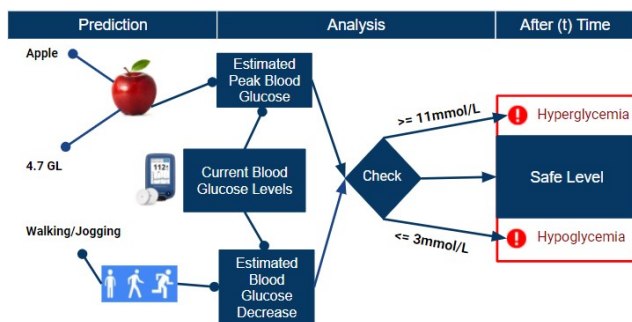 Prediction
Analysis
After (t) Time
Apple
4.7 GL
Estimated
Peak Blood
Glucose
>= 11mmol/L
Hyperglycemia
112
Current Blood
Glucose Levels
Check
Safe Level
Walking/Jogging
Estimated
Blood
Glucose
Decrease
<= 3mmol/L
Hypoglycemia